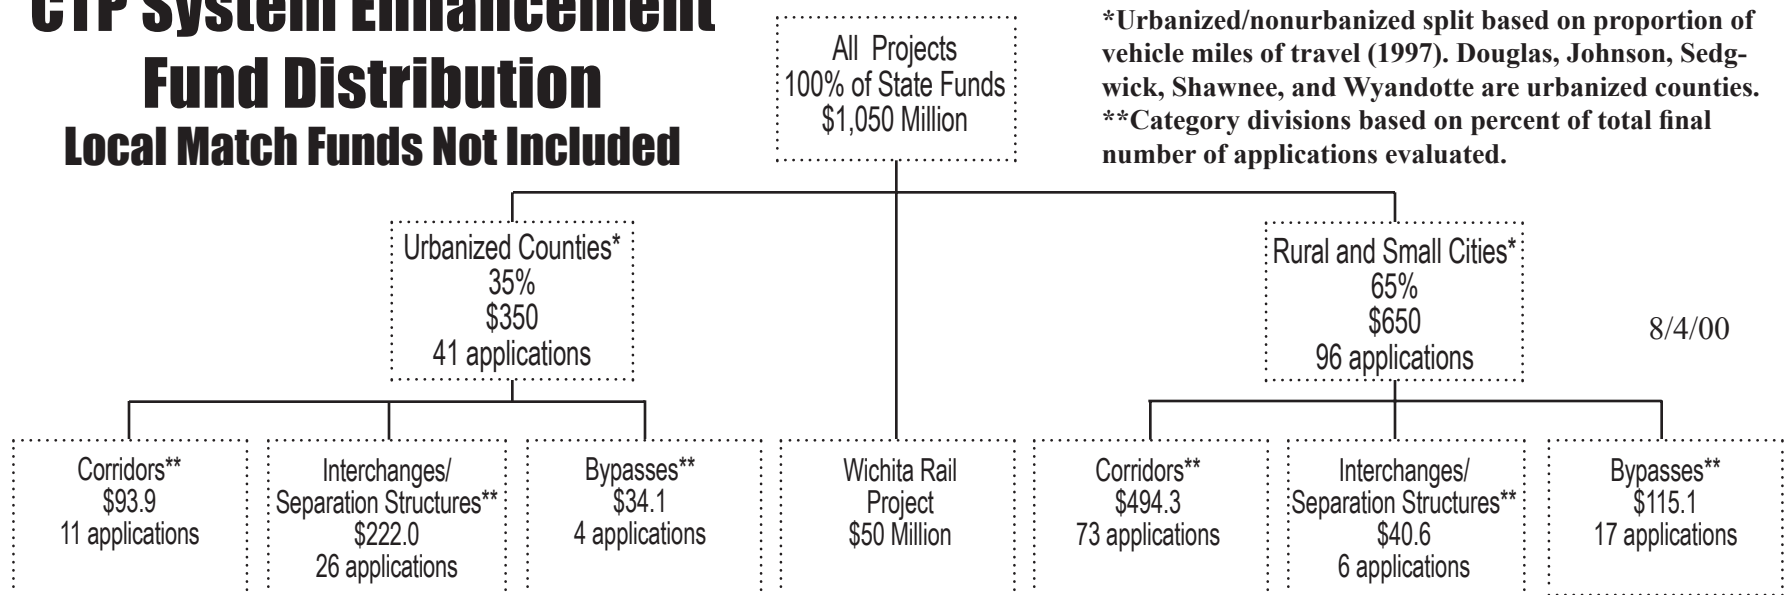 CTP System Enhancement
Fund Distribution
Local Match Funds Not Included
All Projects
100% of State Funds
$1,050 Million
*Urbanized/nonurbanized split based on proportion of
vehicle miles of travel (1997). Douglas, Johnson, Sedg-
wick, Shawnee, and Wyandotte are urbanized counties.
**Category divisions based on percent of total final
number of applications evaluated.
Urbanized Counties*
35%
$350
41 applications
Rural and Small Cities*
65%
$650
96 applications
8/4/00
Corridors**
$93.9
11 applications
Interchanges/
Separation Structures**
$222.0
26 applications
Bypasses**
$34.1
4 applications
Wichita Rail
Project
$50 Million
Corridors**
$494.3
73 applications
Interchanges/
Separation Structures**
$40.6
6 applications
Bypasses**
$115.1
17 applications